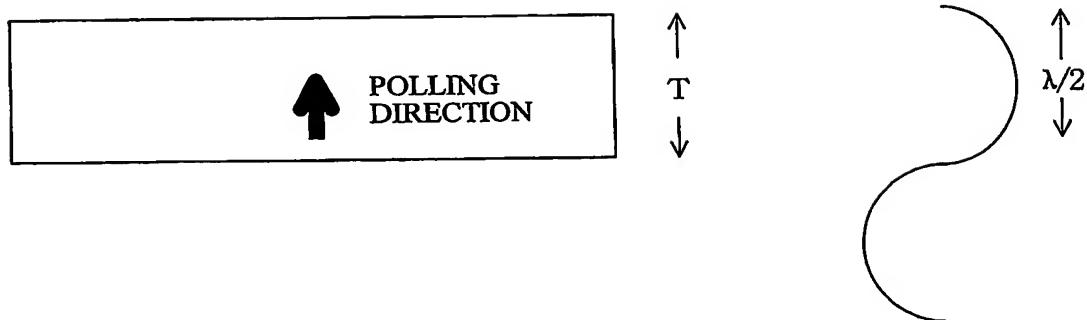 POLLING
DIRECTION
T
λ/2